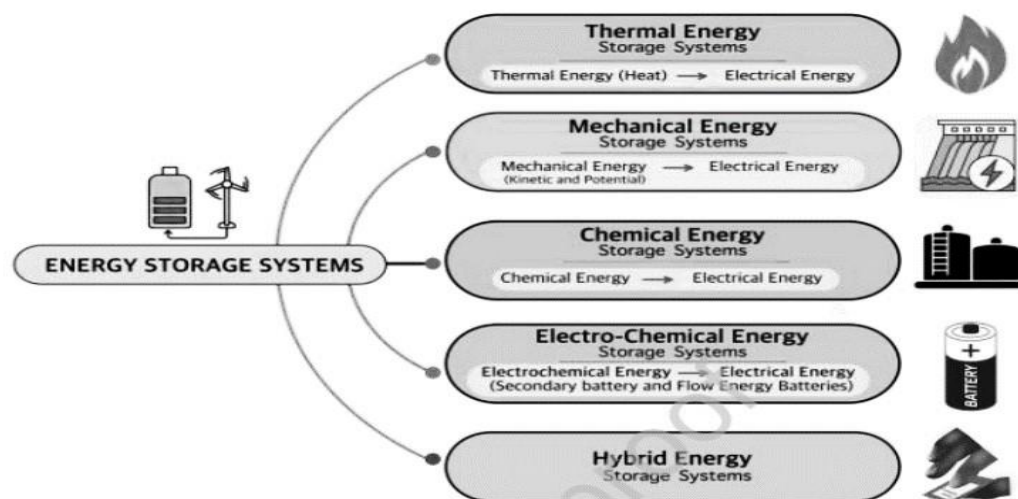 Thermal Energy
Storage Systems
Thermal Energy (Heat) → Electrical Energy
Mechanical Energy
Storage Systems
Mechanical Energy → Electrical Energy
(Kinetic and Potential)
ENERGY STORAGE SYSTEMS
Chemical Energy
Storage Systems
Chemical Energy → Electrical Energy
Electro-Chemical Energy
Storage Systems
Electrochemical Energy → Electrical Energy
(Secondary battery and Flow Energy Batteries)
+
BATTERY
Hybrid Energy
Storage Systems